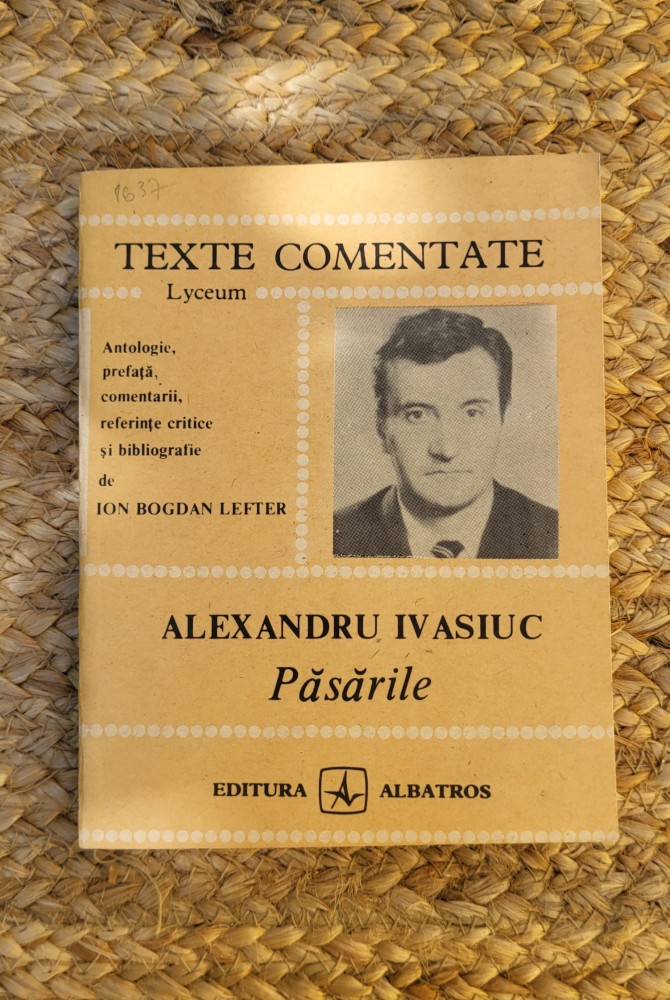 1637
TEXTE COMENTATE
Lyceum
Antologie,
prefață,
comentarii,
referințe critice
și bibliografie
de
ION BOGDAN LEFTER
ALEXANDRU IVASIUC
Păsările
EDITURA ALBATROS